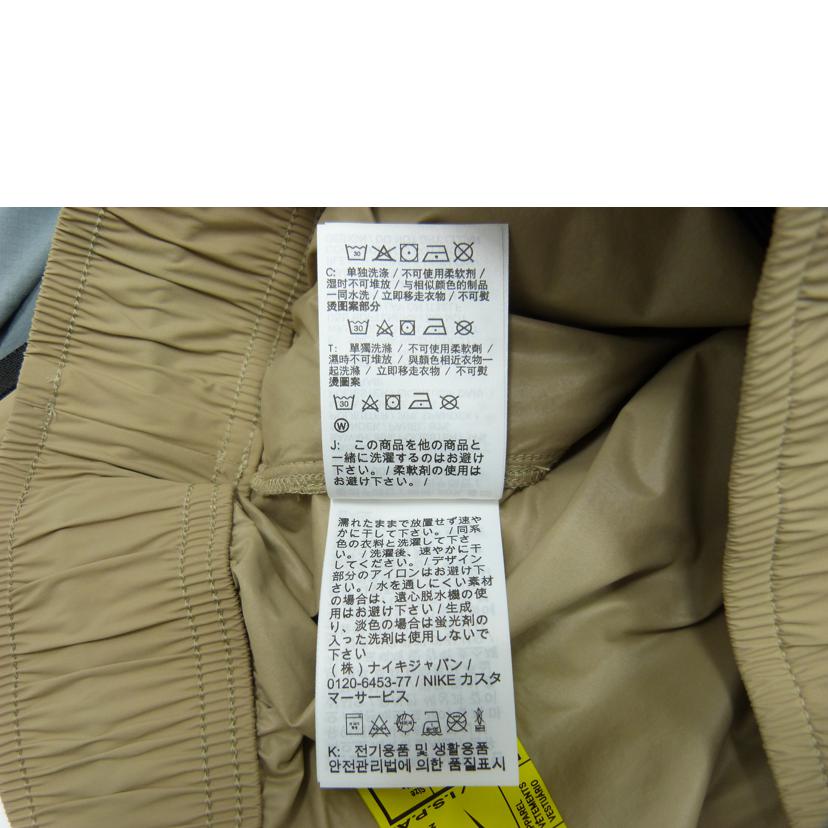 30
C: 单独洗涤 / 不可使用柔软剂 /
湿时不可堆放 / 与相似颜色的制品
一同水洗 / 立即移走衣物 / 不可熨
烫图案部分
30
T: 單獨洗滌 / 不可使用柔軟劑 /
濕時不可堆放 / 與顏色相近衣物一
起洗滌 / 立即移走衣物 / 不可熨
燙圖案
30
W
J: この商品を他の商品と
一緒に洗濯するのはお避け
下さい。/ 柔軟剤の使用は
お避け下さい。/
濡れたままで放置せず速や
かに干して下さい。/ 同系
色の衣料と洗濯して下さ
い。/ 洗濯後、速やかに干
してください。/ デザイン
部分のアイロンはお避け下
さい。/ 水を通しにくい素材
の場合は、遠心脱水機の使
用はお避け下さい / 生成
り、淡色の場合は蛍光剤の
入った洗剤は使用しないで
下さい
(株) ナイキジャパン /
0120-6453-77 / NIKE カスタ
マーサービス
K: 전기용품 및 생활용품
안전관리법에 의한 품질표시
I.S.P.A
Size
APPAREL
VETEMENTS
VESTUARIO